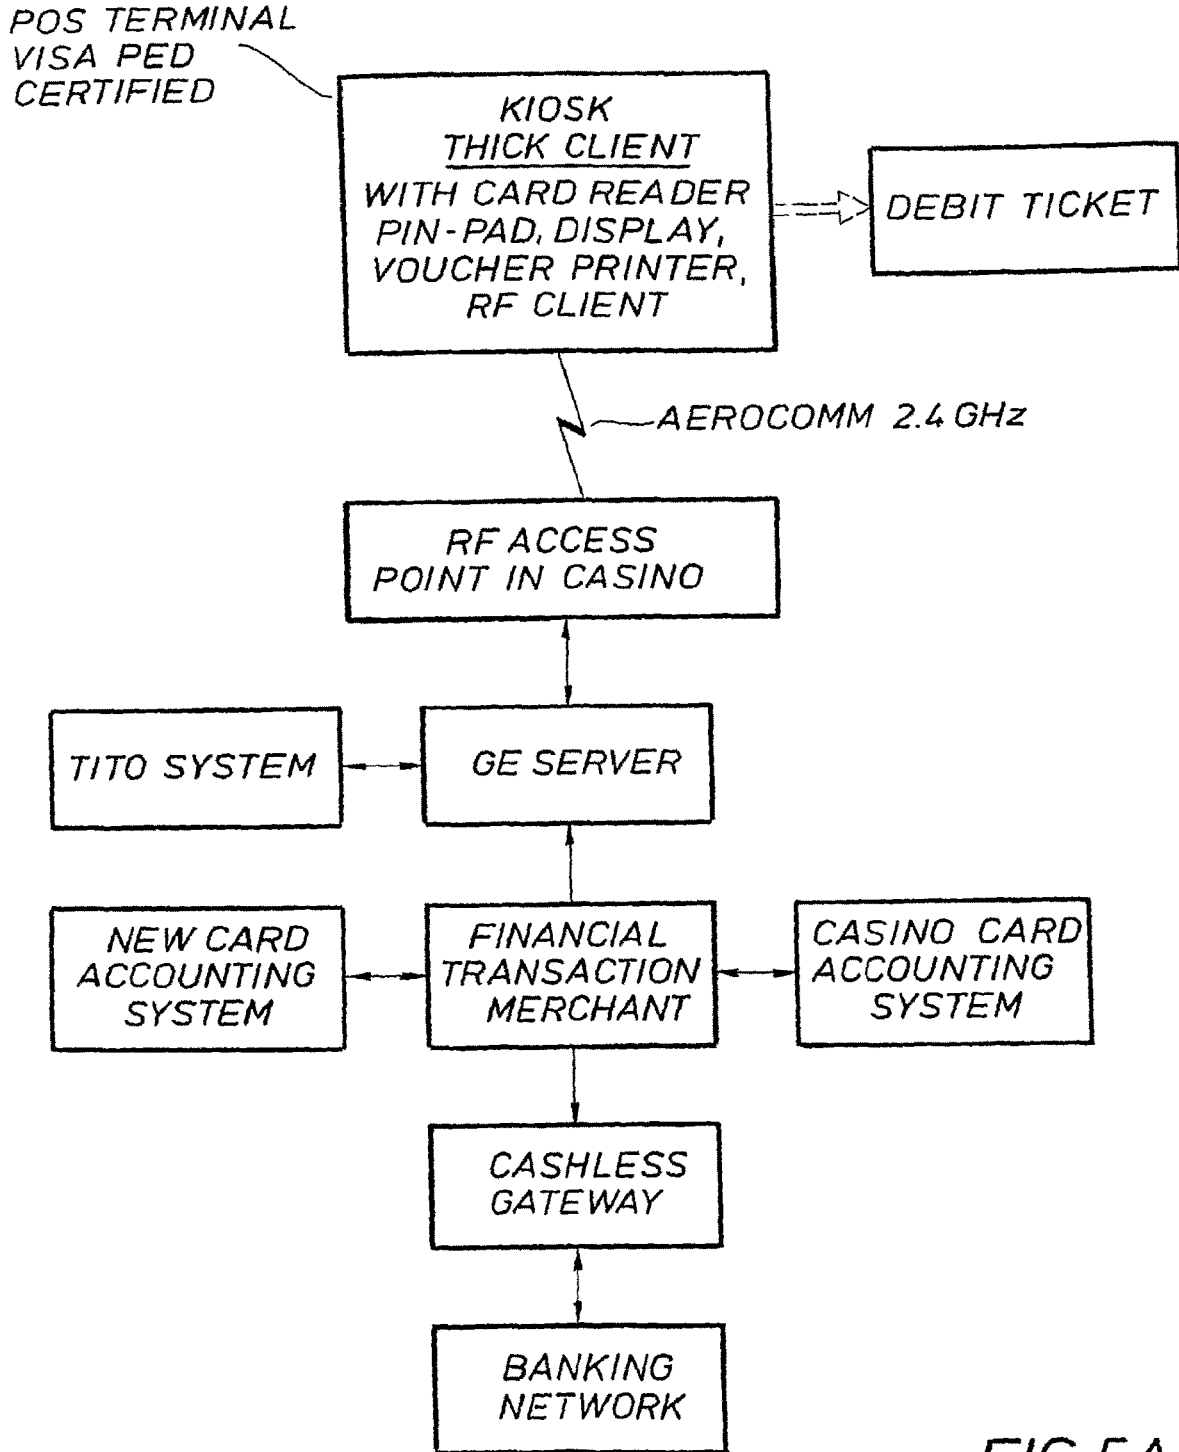 POS TERMINAL
VISA PED
CERTIFIED
KIOSK
THICK CLIENT
WITH CARD READER
PIN-PAD, DISPLAY,
VOUCHER PRINTER,
RF CLIENT
DEBIT TICKET
AEROCOMM 2.4 GHz
RF ACCESS
POINT IN CASINO
TITO SYSTEM
GE SERVER
NEW CARD
ACCOUNTING
SYSTEM
FINANCIAL
TRANSACTION
MERCHANT
CASINO CARD
ACCOUNTING
SYSTEM
CASHLESS
GATEWAY
BANKING
NETWORK
FIG. 5A